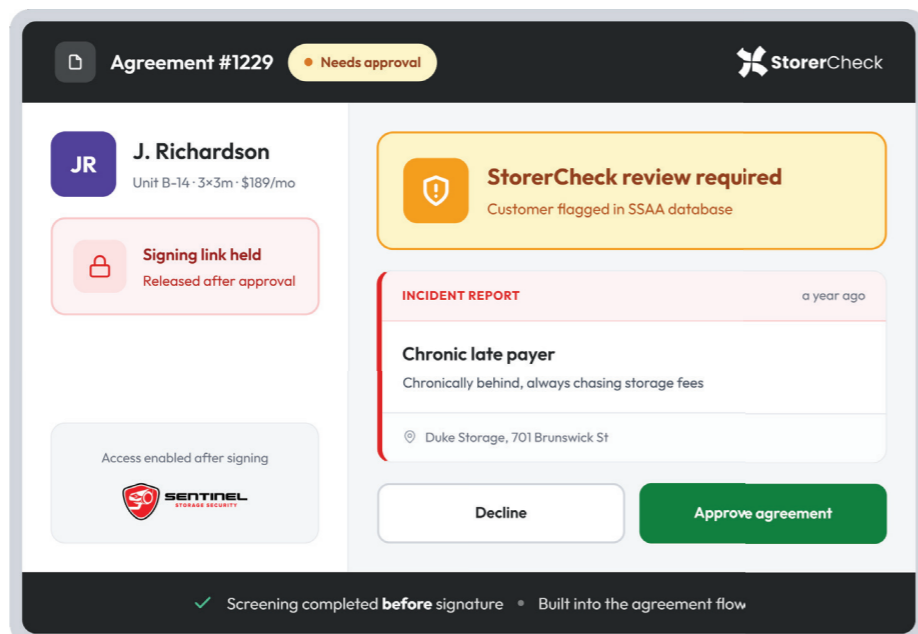 Agreement #1229
Needs approval
StorerCheck
JR
J. Richardson
Unit B-14 · 3×3m · $189/mo
Signing link held
Released after approval
Access enabled after signing
SENTINEL
STORAGE SECURITY
StorerCheck review required
Customer flagged in SSAA database
INCIDENT REPORT
a year ago
Chronic late payer
Chronically behind, always chasing storage fees
Duke Storage, 701 Brunswick St
Decline
Approve agreement
Screening completed before signature • Built into the agreement flow